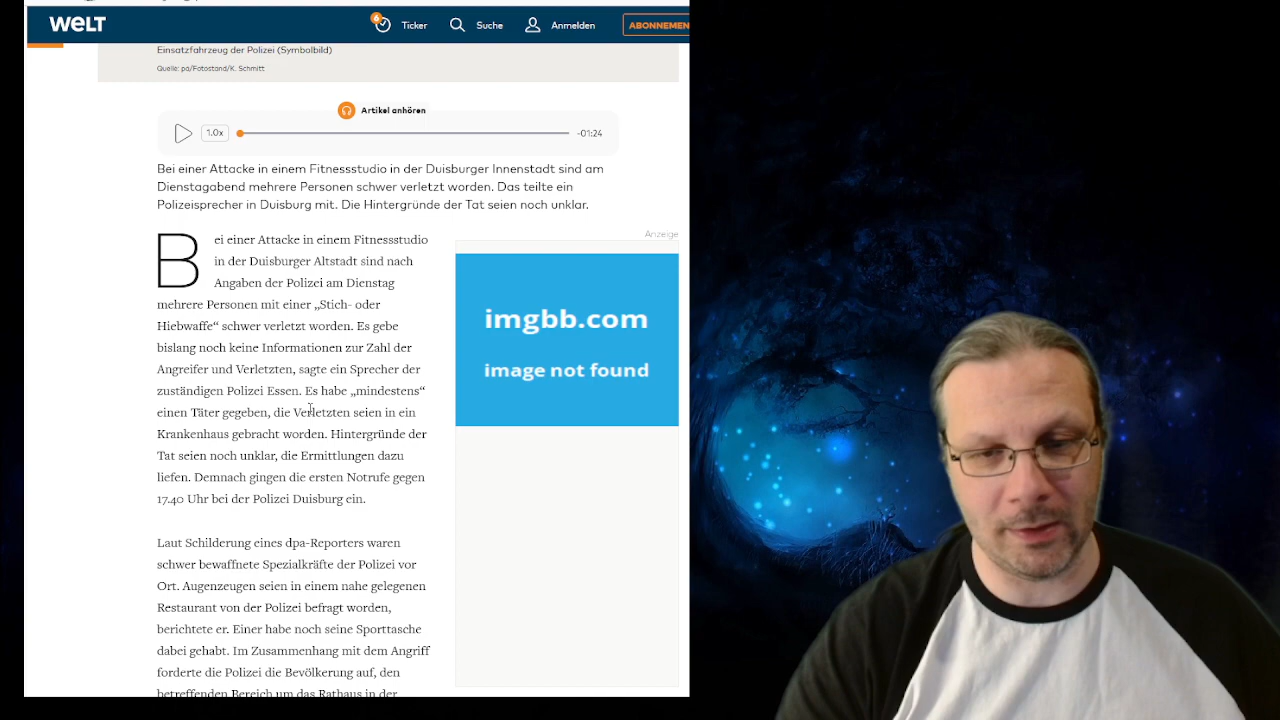 WELT
6
Ticker
Suche
Anmelden
ABONNEMEN
Einsatzfahrzeug der Polizei (Symbolbild)
Quelle: pa/Fotostand/K. Schmitt
Artikel anhören
1.0x
-01:24
Bei einer Attacke in einem Fitnessstudio in der Duisburger Innenstadt sind am
Dienstagabend mehrere Personen schwer verletzt worden. Das teilte ein
Polizeisprecher in Duisburg mit. Die Hintergründe der Tat seien noch unklar.
Bei einer Attacke in einem Fitnessstudio
in der Duisburger Altstadt sind nach
Angaben der Polizei am Dienstag
mehrere Personen mit einer „Stich- oder
Hiebwaffe“ schwer verletzt worden. Es gebe
bislang noch keine Informationen zur Zahl der
Angreifer und Verletzten, sagte ein Sprecher der
zuständigen Polizei Essen. Es habe „mindestens“
einen Täter gegeben, die Verletzten seien in ein
Krankenhaus gebracht worden. Hintergründe der
Tat seien noch unklar, die Ermittlungen dazu
liefen. Demnach gingen die ersten Notrufe gegen
17.40 Uhr bei der Polizei Duisburg ein.
Laut Schilderung eines dpa-Reporters waren
schwer bewaffnete Spezialkräfte der Polizei vor
Ort. Augenzeugen seien in einem nahe gelegenen
Restaurant von der Polizei befragt worden,
berichtete er. Einer habe noch seine Sporttasche
dabei gehabt. Im Zusammenhang mit dem Angriff
forderte die Polizei die Bevölkerung auf, den
betreffenden Bereich um das Rathaus in der
Anzeige
imgbb.com
image not found